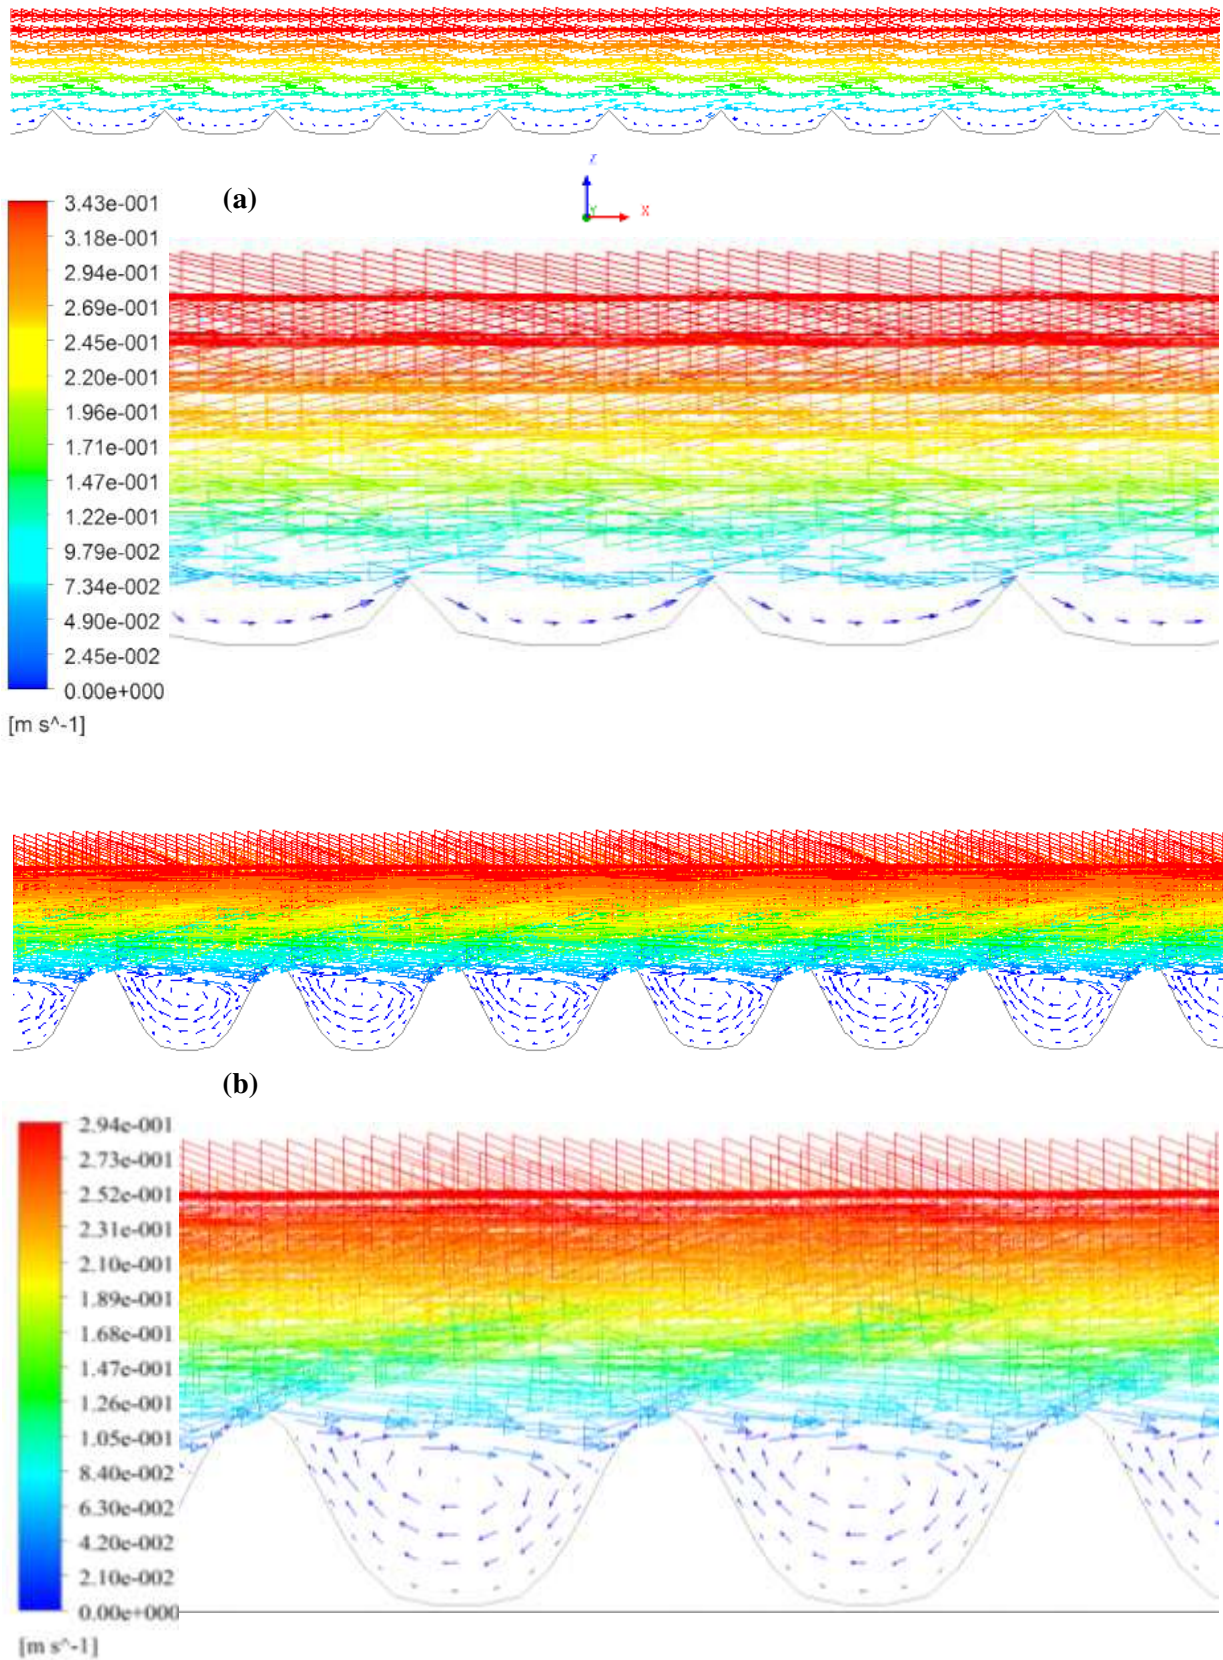 Z
(a)
Y
X
3.43e-001
3.18e-001
2.94e-001
2.69e-001
2.45e-001
2.20e-001
1.96e-001
1.71e-001
1.47e-001
1.22e-001
9.79e-002
7.34e-002
4.90e-002
2.45e-002
0.00e+000
[m s^-1]
(b)
2.94e-001
2.73e-001
2.52e-001
2.31e-001
2.10e-001
1.89e-001
1.68e-001
1.47e-001
1.26e-001
1.05e-001
8.40e-002
6.30e-002
4.20e-002
2.10e-002
0.00e+000
[m s^-1]